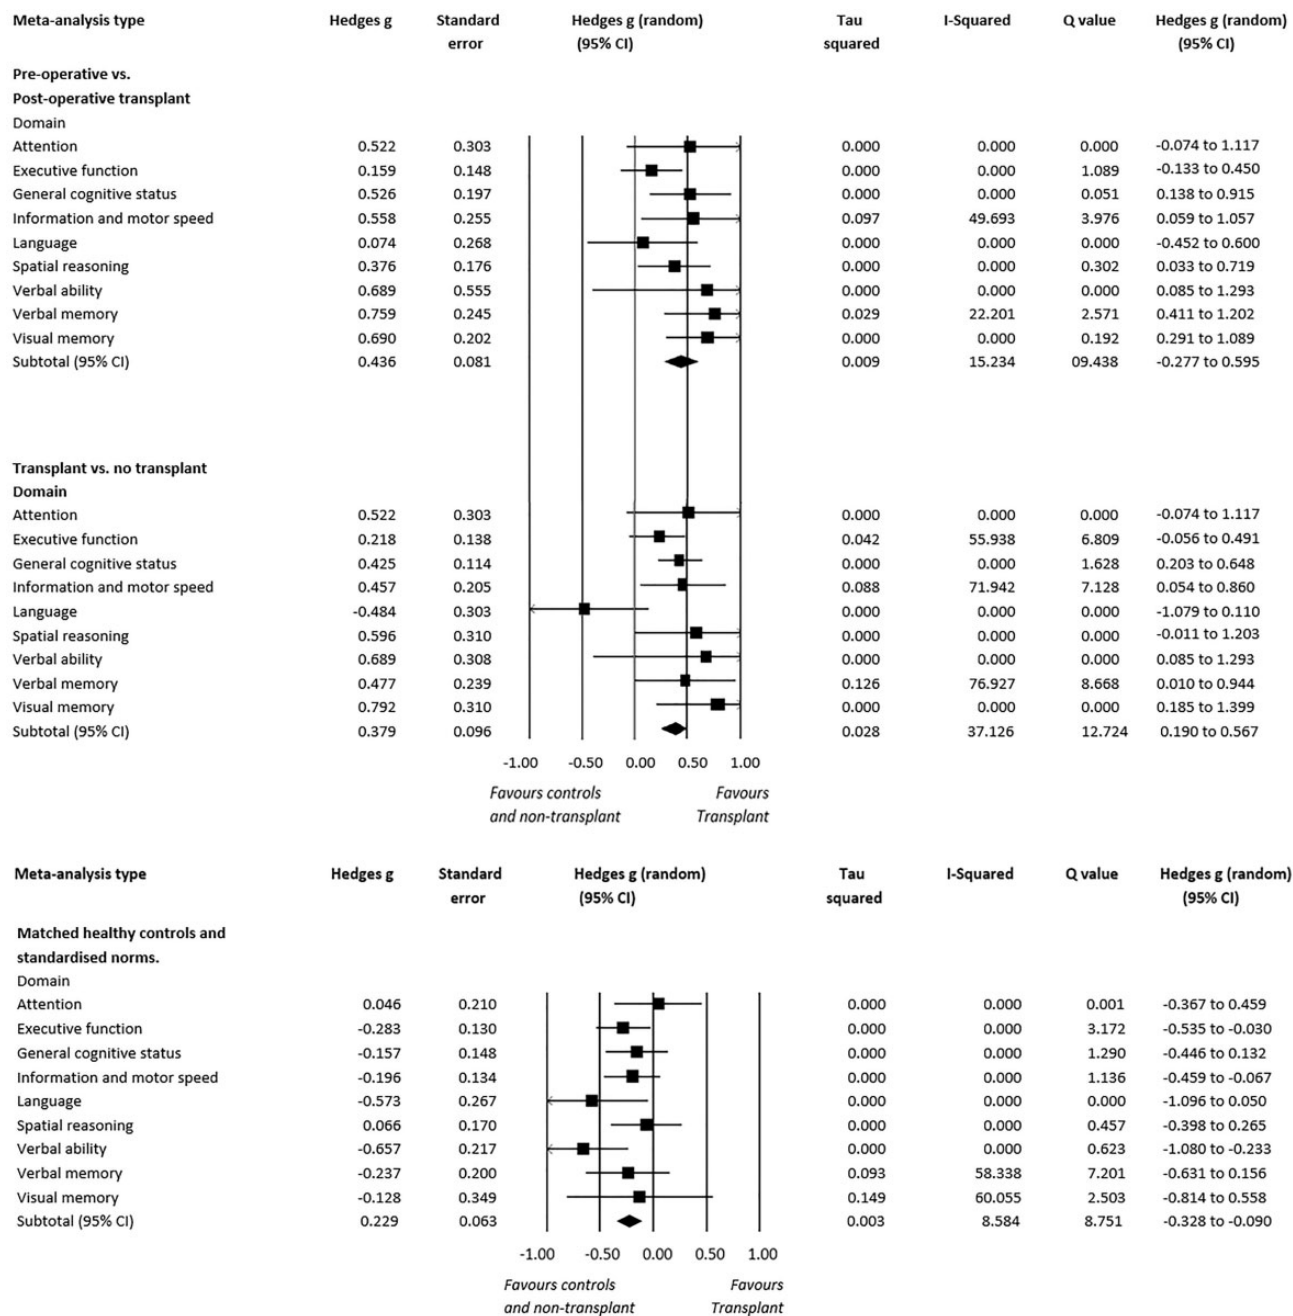 Meta-analysis type Hedges g Standard Hedges g (random) Tau I-Squared Q value Hedges g (random)
error (95% CI) squared (95% CI)
Pre-operative vs.
Post-operative transplant
Domain
Attention 0.522 0.303 0.000 0.000 0.000 -0.074 to 1.117
Executive function 0.159 0.148 0.000 0.000 1.089 -0.133 to 0.450
General cognitive status 0.526 0.197 0.000 0.000 0.051 0.138 to 0.915
Information and motor speed 0.558 0.255 0.097 49.693 3.976 0.059 to 1.057
Language 0.074 0.268 0.000 0.000 0.000 -0.452 to 0.600
Spatial reasoning 0.376 0.176 0.000 0.000 0.302 0.033 to 0.719
Verbal ability 0.689 0.555 0.000 0.000 0.000 0.085 to 1.293
Verbal memory 0.759 0.245 0.029 22.201 2.571 0.411 to 1.202
Visual memory 0.690 0.202 0.000 0.000 0.192 0.291 to 1.089
Subtotal (95% CI) 0.436 0.081 0.009 15.234 09.438 -0.277 to 0.595
Transplant vs. no transplant
Domain
Attention 0.522 0.303 0.000 0.000 0.000 -0.074 to 1.117
Executive function 0.218 0.138 0.042 55.938 6.809 -0.056 to 0.491
General cognitive status 0.425 0.114 0.000 0.000 1.628 0.203 to 0.648
Information and motor speed 0.457 0.205 0.088 71.942 7.128 0.054 to 0.860
Language -0.484 0.303 0.000 0.000 0.000 -1.079 to 0.110
Spatial reasoning 0.596 0.310 0.000 0.000 0.000 -0.011 to 1.203
Verbal ability 0.689 0.308 0.000 0.000 0.000 0.085 to 1.293
Verbal memory 0.477 0.239 0.126 76.927 8.668 0.010 to 0.944
Visual memory 0.792 0.310 0.000 0.000 0.000 0.185 to 1.399
Subtotal (95% CI) 0.379 0.096 0.028 37.126 12.724 0.190 to 0.567
-1.00 -0.50 0.00 0.50 1.00
Favours controls Favours
and non-transplant Transplant
Meta-analysis type Hedges g Standard Hedges g (random) Tau I-Squared Q value Hedges g (random)
error (95% CI) squared (95% CI)
Matched healthy controls and
standardised norms.
Domain
Attention 0.046 0.210 0.000 0.000 0.001 -0.367 to 0.459
Executive function -0.283 0.130 0.000 0.000 3.172 -0.535 to -0.030
General cognitive status -0.157 0.148 0.000 0.000 1.290 -0.446 to 0.132
Information and motor speed -0.196 0.134 0.000 0.000 1.136 -0.459 to -0.067
Language -0.573 0.267 0.000 0.000 0.000 -1.096 to 0.050
Spatial reasoning 0.066 0.170 0.000 0.000 0.457 -0.398 to 0.265
Verbal ability -0.657 0.217 0.000 0.000 0.623 -1.080 to -0.233
Verbal memory -0.237 0.200 0.093 58.338 7.201 -0.631 to 0.156
Visual memory -0.128 0.349 0.149 60.055 2.503 -0.814 to 0.558
Subtotal (95% CI) 0.229 0.063 0.003 8.584 8.751 -0.328 to -0.090
-1.00 -0.50 0.00 0.50 1.00
Favours controls Favours
and non-transplant Transplant